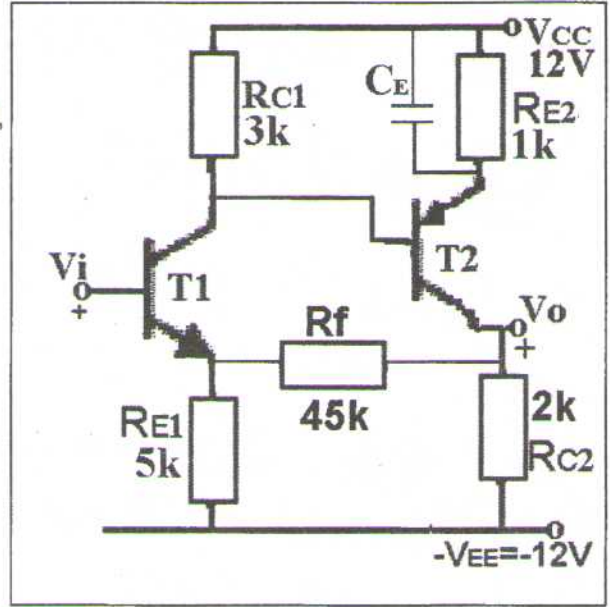 VCC
12V
RC1
3k
CE
RE2
1k
Vi
+
T1
T2
Rf
45k
Vo
+
RE1
5k
2k
RC2
-VEE=-12V